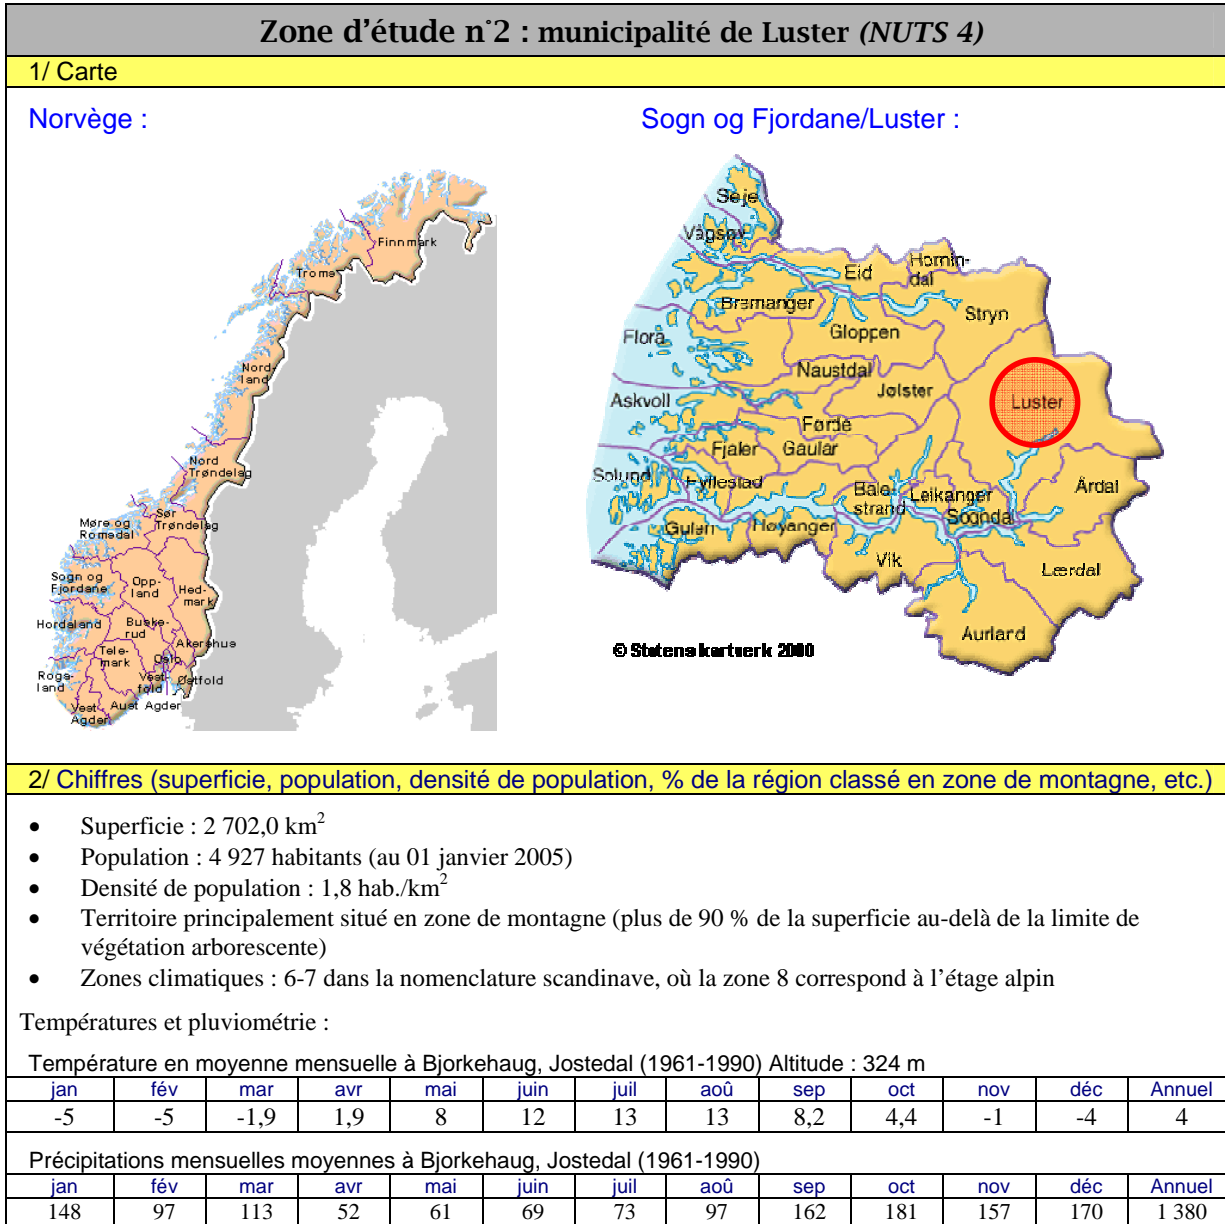 Zone d'étude n°2 : municipalité de Luster (NUTS 4)
1/ Carte
Norvège :
Sogn og Fjordane/Luster :
Finnmark
Troms
Nord-
land
Nord
Trøndelag
Sør
Trøndelag
Møre og
Romsdal
Sogn og
Fjordane
Opp-
land
Hed-
mark
Hordaland
Buske-
rud
Akershus
Tele-
mark
Oslo
Roga-
land
Vest-
fold
Østfold
Vest-
Agder
Aust Agder
Selje
Vågsøy
Eid
Hornin-
dal
Bremanger
Stryn
Flora
Gloppen
Naustdal
Jølster
Luster
Askvoll
Førde
Fjaler
Gaular
Solund
Hyllestad
Bale-
strand
Leikanger
Årdal
Sogndal
Gulen
Høyanger
Vik
Lærdal
Aurland
© Statens kartverk 2000
2/ Chiffres (superficie, population, densité de population, % de la région classé en zone de montagne, etc.)
• Superficie : 2 702,0 km²
• Population : 4 927 habitants (au 01 janvier 2005)
• Densité de population : 1,8 hab./km²
• Territoire principalement situé en zone de montagne (plus de 90 % de la superficie au-delà de la limite de
végétation arborescente)
• Zones climatiques : 6-7 dans la nomenclature scandinave, où la zone 8 correspond à l'étage alpin
Températures et pluviométrie :
Température en moyenne mensuelle à Bjorkehaug, Jostedal (1961-1990) Altitude : 324 m
jan fév mar avr mai juin juil aoû sep oct nov déc Annuel
-5 -5 -1,9 1,9 8 12 13 13 8,2 4,4 -1 -4 4
Précipitations mensuelles moyennes à Bjorkehaug, Jostedal (1961-1990)
jan fév mar avr mai juin juil aoû sep oct nov déc Annuel
148 97 113 52 61 69 73 97 162 181 157 170 1 380